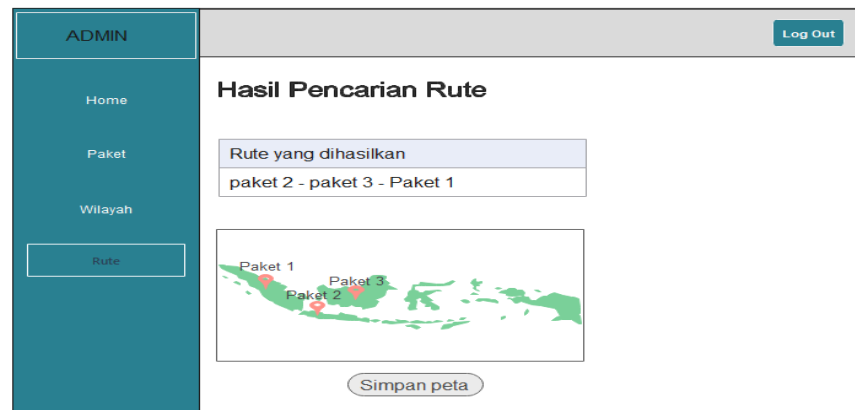 ADMIN
Log Out
Home
Paket
Wilayah
Rute
Hasil Pencarian Rute
Rute yang dihasilkan
paket 2 - paket 3 - Paket 1
Paket 1
Paket 3
Paket 2
Simpan peta